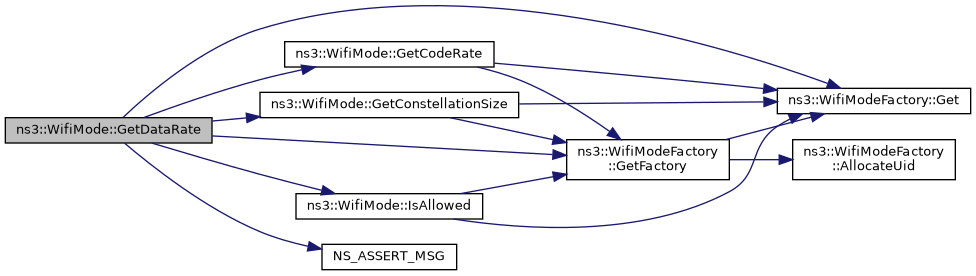 ns3::WifiMode::GetDataRate
ns3::WifiMode::GetCodeRate
ns3::WifiMode::GetConstellationSize
ns3::WifiMode::IsAllowed
NS_ASSERT_MSG
ns3::WifiModeFactory
::GetFactory
ns3::WifiModeFactory::Get
ns3::WifiModeFactory
::AllocateUid